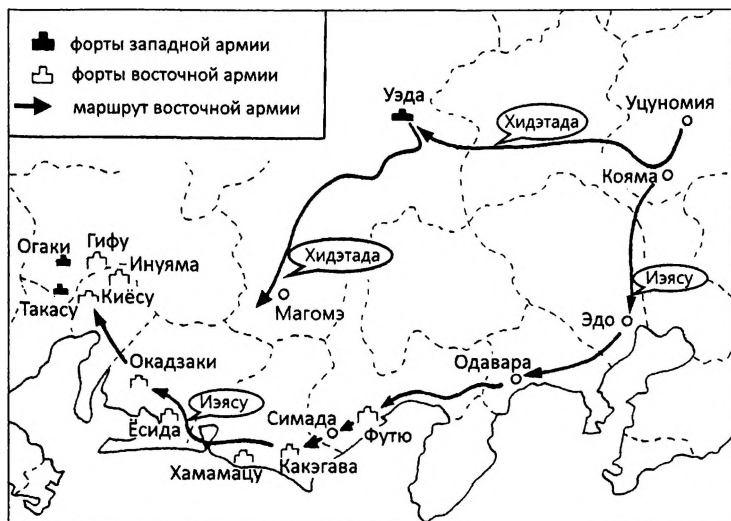 форты западной армии
форты восточной армии
маршрут восточной армии
Уэда
Хидэтада
Уцуномия
Кояма
Гифу
Огаки
Инуяма
Хидэтада
Иэясу
Такасу
Киёсу
Магомэ
Эдо
Окадзаки
Одавара
Иэясу
Симада
Ёсида
Футю
Хамамацу
Какэгава